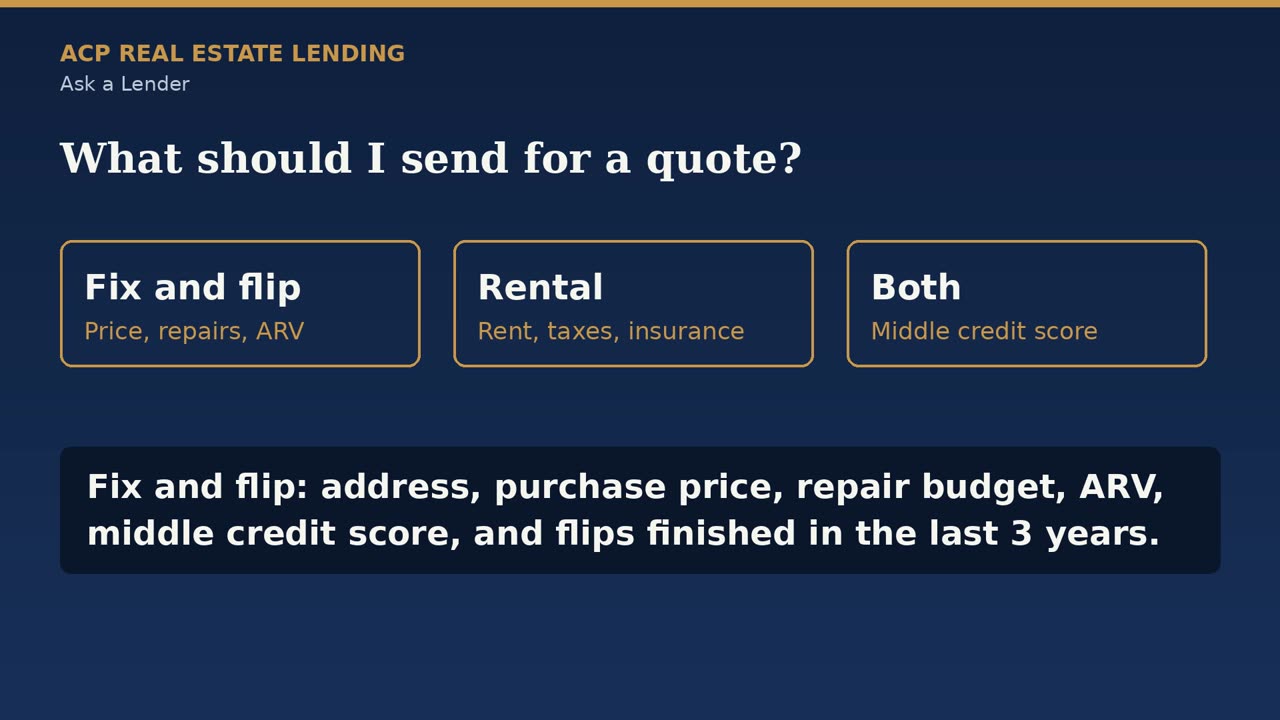 ACP REAL ESTATE LENDING
Ask a Lender
What should I send for a quote?
Fix and flip
Price, repairs, ARV
Rental
Rent, taxes, insurance
Both
Middle credit score
Fix and flip: address, purchase price, repair budget, ARV,
middle credit score, and flips finished in the last 3 years.